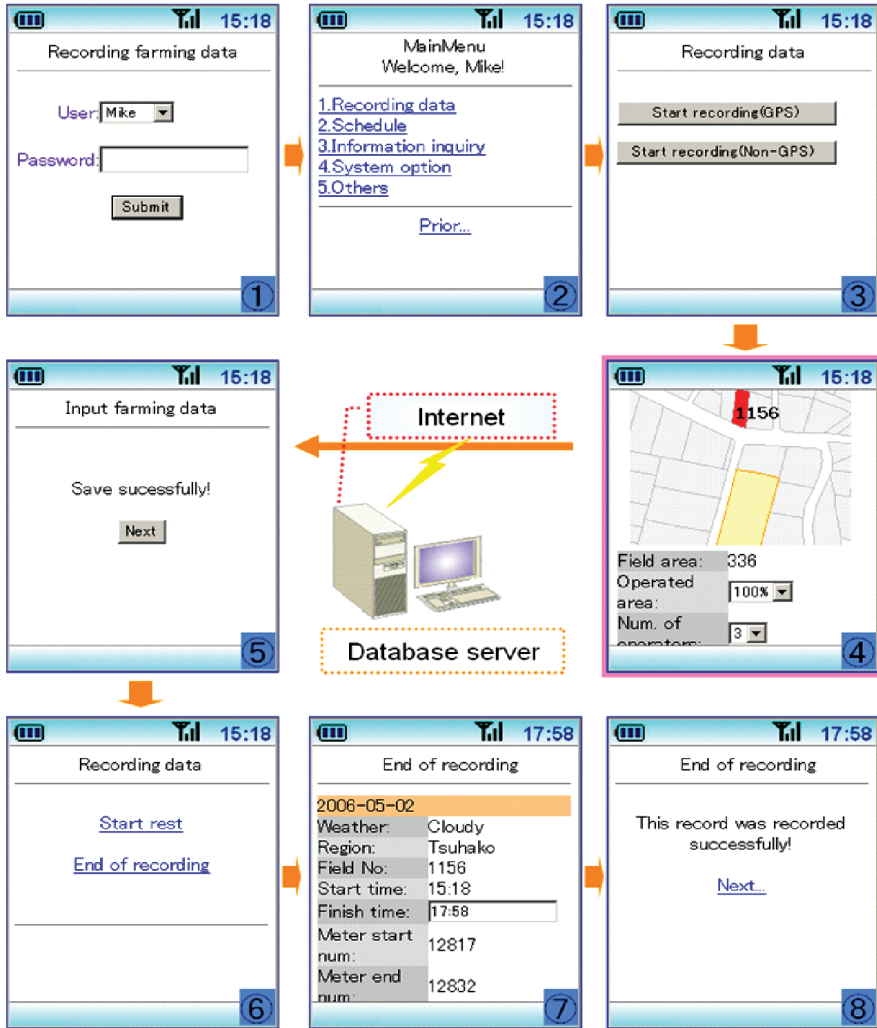 15:18
Recording farming data
User:
Mike
Password:
Submit
①
15:18
MainMenu
Welcome, Mike!
1.Recording data
2.Schedule
3.Information inquiry
4.System option
5.Others
Prior...
②
15:18
Recording data
Start recording(GPS)
Start recording(Non-GPS)
③
15:18
1156
Field area: 336
Operated
area:
100%
Num. of
operators:
3
④
Internet
Database server
15:18
Input farming data
Save sucessfully!
Next
⑤
15:18
Recording data
Start rest
End of recording
⑥
17:58
End of recording
2006-05-02
Weather: Cloudy
Region: Tsuhako
Field No: 1156
Start time: 15:18
Finish time: 17:58
Meter start
num:
12817
Meter end
num:
12832
⑦
17:58
End of recording
This record was recorded
successfully!
Next...
⑧